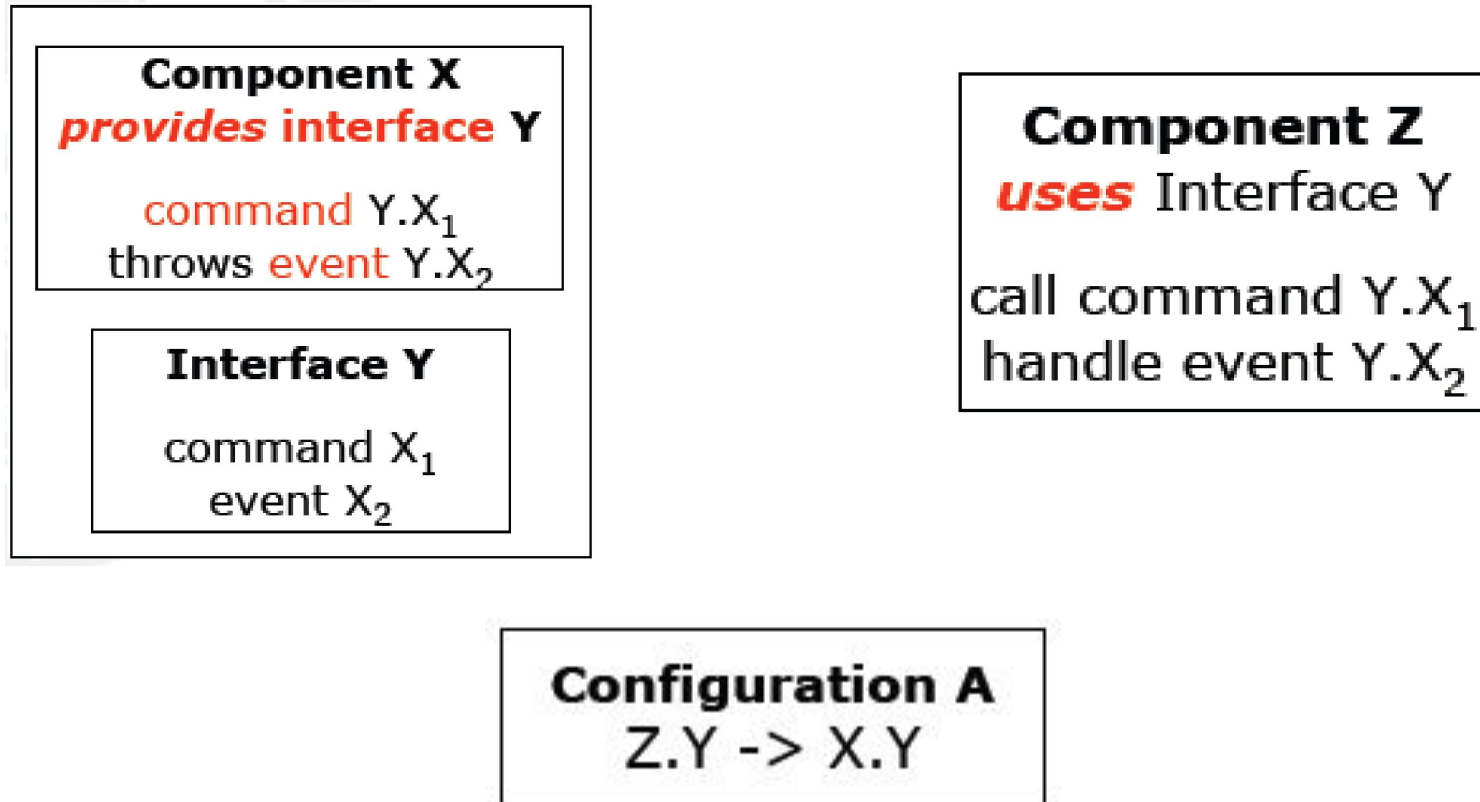 Component X
provides interface Y
command Y.X₁
throws event Y.X₂
Interface Y
command X₁
event X₂
Component Z
uses Interface Y
call command Y.X₁
handle event Y.X₂
Configuration A
Z.Y -> X.Y